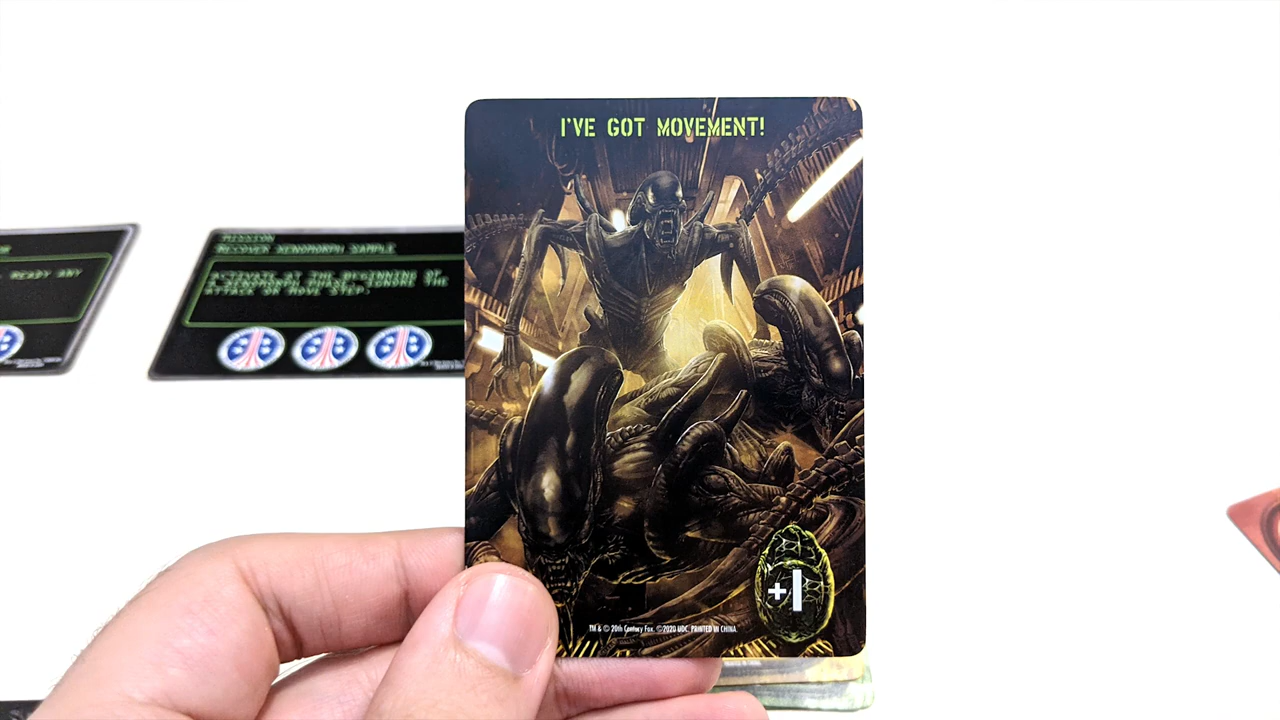 I'VE GOT MOVEMENT!
READY ANY
MISSION
RECOVER XENOMORPH SAMPLE
ACTIVATE AT THE BEGINNING OF
A XENOMORPH PHASE. IGNORE THE
ATTACK OR MOVE STEP.
+1
TM & © 20th Century Fox. ©2020 UDC. PRINTED IN CHINA.